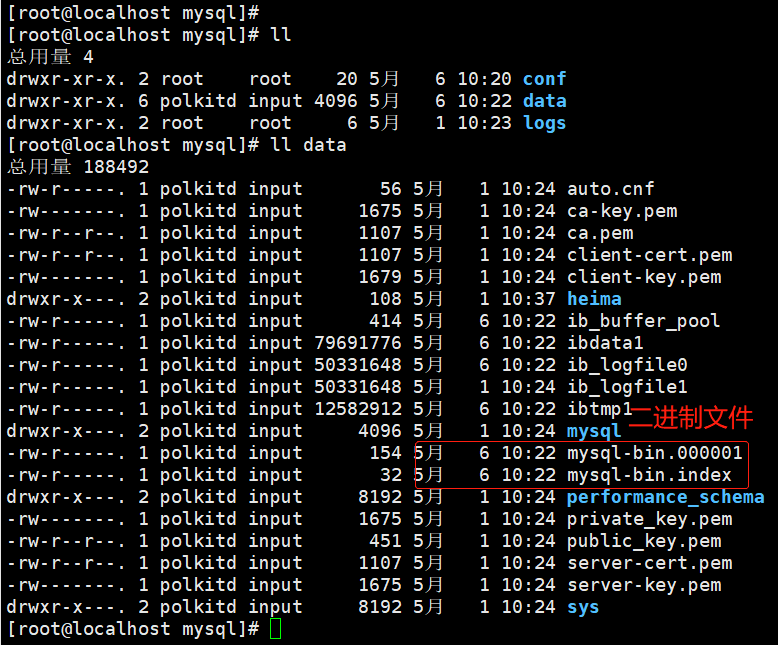 [root@localhost mysql]#
[root@localhost mysql]# ll
总用量 4
drwxr-xr-x. 2 root    root    20 5月   6 10:20 conf
drwxr-xr-x. 6 polkitd input 4096 5月   6 10:22 data
drwxr-xr-x. 2 root    root     6 5月   1 10:23 logs
[root@localhost mysql]# ll data
总用量 188492
-rw-r-----. 1 polkitd input       56 5月   1 10:24 auto.cnf
-rw-------. 1 polkitd input     1675 5月   1 10:24 ca-key.pem
-rw-r--r--. 1 polkitd input     1107 5月   1 10:24 ca.pem
-rw-r--r--. 1 polkitd input     1107 5月   1 10:24 client-cert.pem
-rw-------. 1 polkitd input     1679 5月   1 10:24 client-key.pem
drwxr-x---. 2 polkitd input      108 5月   1 10:37 heima
-rw-r-----. 1 polkitd input      414 5月   6 10:22 ib_buffer_pool
-rw-r-----. 1 polkitd input 79691776 5月   6 10:22 ibdata1
-rw-r-----. 1 polkitd input 50331648 5月   6 10:22 ib_logfile0
-rw-r-----. 1 polkitd input 50331648 5月   1 10:24 ib_logfile1
-rw-r-----. 1 polkitd input 12582912 5月   6 10:22 ibtmp1
二进制文件
drwxr-x---. 2 polkitd input     4096 5月   1 10:24 mysql
-rw-r-----. 1 polkitd input      154 5月   6 10:22 mysql-bin.000001
-rw-r-----. 1 polkitd input       32 5月   6 10:22 mysql-bin.index
drwxr-x---. 2 polkitd input     8192 5月   1 10:24 performance_schema
-rw-------. 1 polkitd input     1675 5月   1 10:24 private_key.pem
-rw-r--r--. 1 polkitd input      451 5月   1 10:24 public_key.pem
-rw-r--r--. 1 polkitd input     1107 5月   1 10:24 server-cert.pem
-rw-------. 1 polkitd input     1675 5月   1 10:24 server-key.pem
drwxr-x---. 2 polkitd input     8192 5月   1 10:24 sys
[root@localhost mysql]#